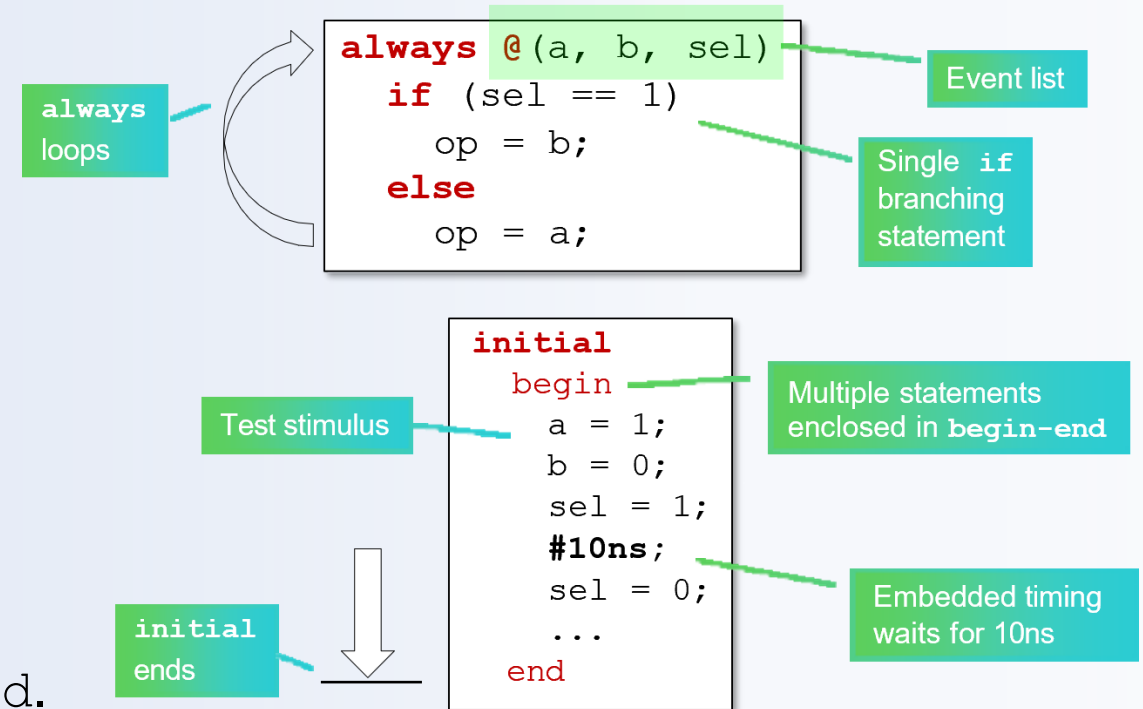 always @(a, b, sel)
if (sel == 1)
op = b;
else
op = a;
always
loops
Event list
Single if
branching
statement
initial
begin
a = 1;
b = 0;
sel = 1;
#10ns;
sel = 0;
...
end
Test stimulus
Multiple statements
enclosed in begin-end
Embedded timing
waits for 10ns
initial
ends
d.